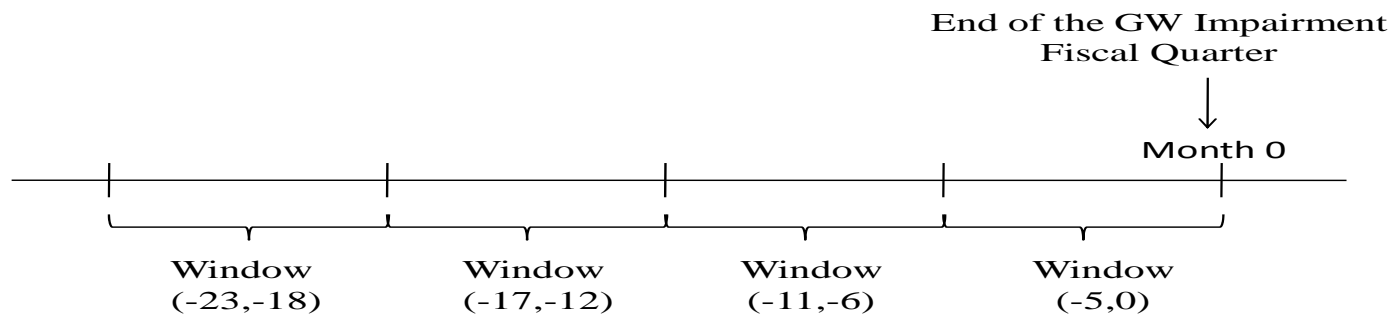 End of the GW Impairment
Fiscal Quarter
Month 0
Window
(-23,-18)
Window
(-17,-12)
Window
(-11,-6)
Window
(-5,0)